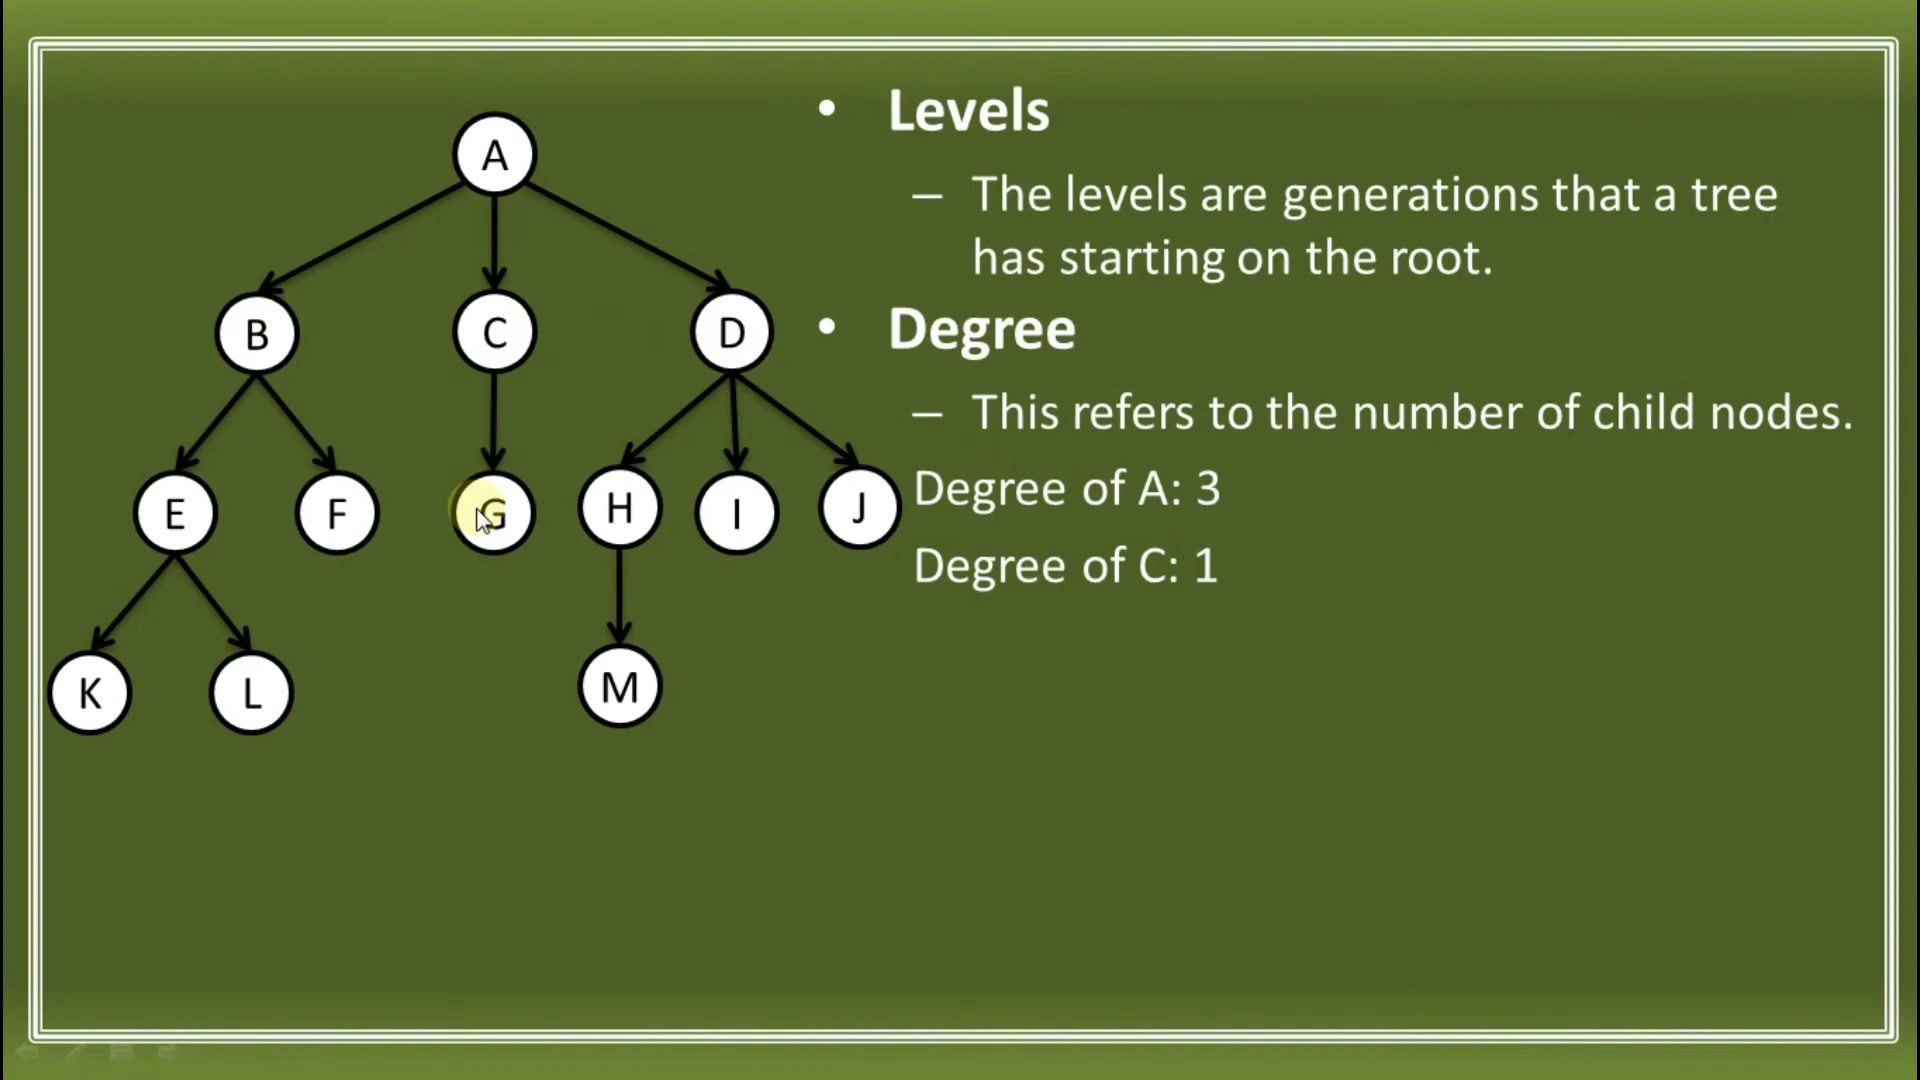 A
B C D
E F G H I J
K L M
• Levels
– The levels are generations that a tree
has starting on the root.
• Degree
– This refers to the number of child nodes.
Degree of A: 3
Degree of C: 1